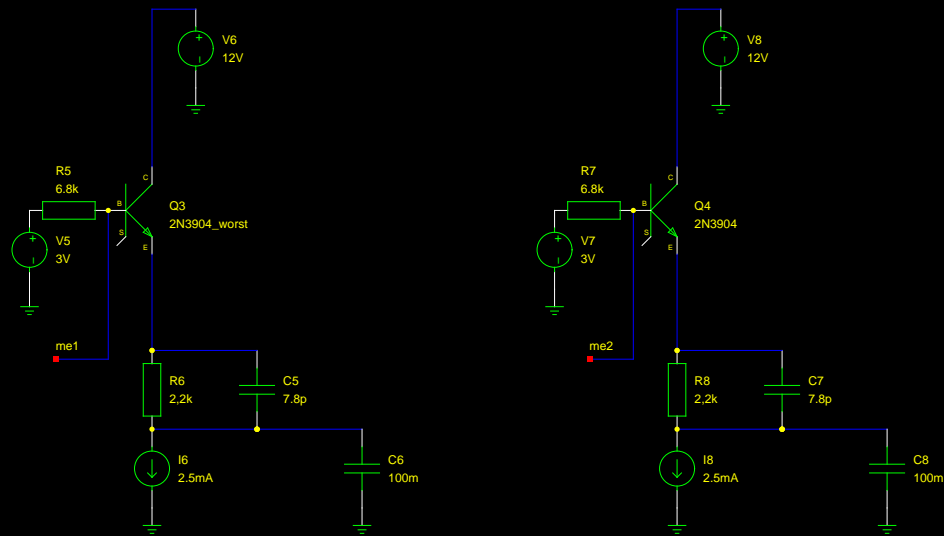 V6
12V
V8
12V
C
C
R5
6.8k
R7
6.8k
B
B
Q3
2N3904_worst
Q4
2N3904
S
S
V5
3V
V7
3V
E
E
me1
me2
R6
2,2k
C5
7.8p
R8
2,2k
C7
7.8p
I6
2.5mA
C6
100m
I8
2.5mA
C8
100m